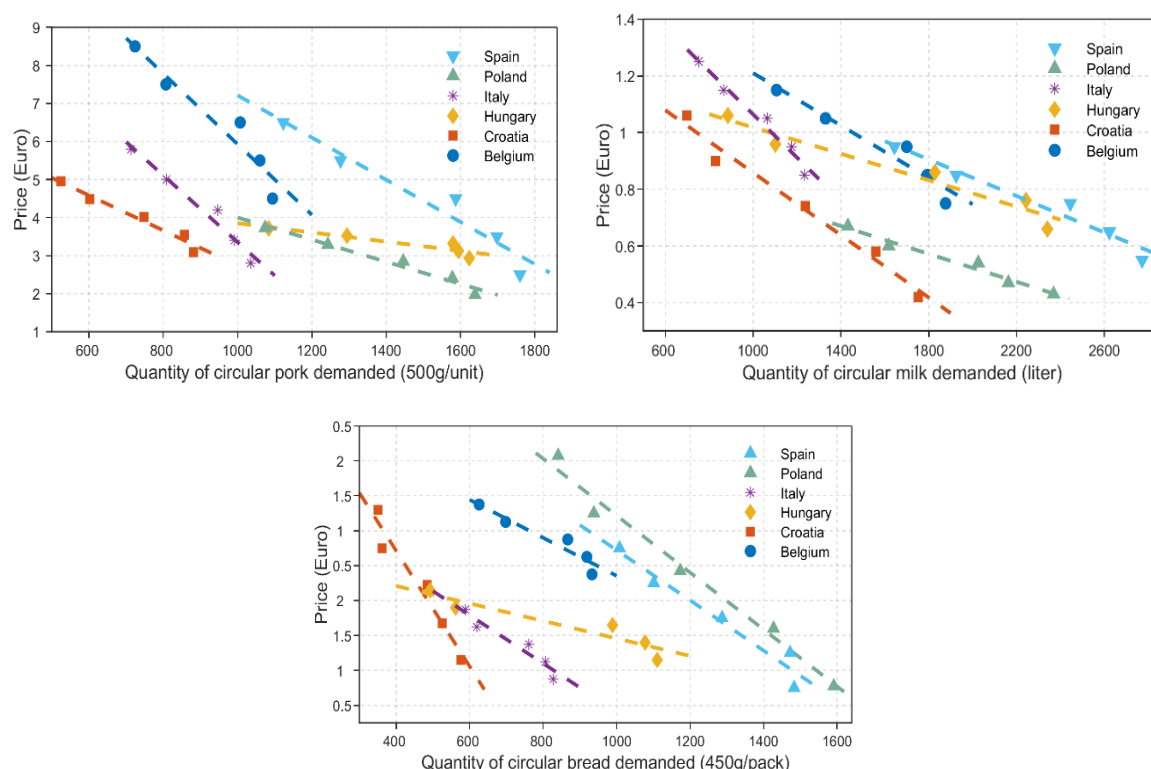 9
8
7
6
5
4
3
2
1
Price (Euro)
600 800 1000 1200 1400 1600 1800
Quantity of circular pork demanded (500g/unit)
Spain
Poland
Italy
Hungary
Croatia
Belgium
1.4
1.2
1
0.8
0.6
0.4
Price (Euro)
600 1000 1400 1800 2200 2600
Quantity of circular milk demanded (liter)
Spain
Poland
Italy
Hungary
Croatia
Belgium
0.5
2
1.5
1
0.5
2
1.5
1
0.5
Price (Euro)
400 600 800 1000 1200 1400 1600
Quantity of circular bread demanded (450g/pack)
Spain
Poland
Italy
Hungary
Croatia
Belgium